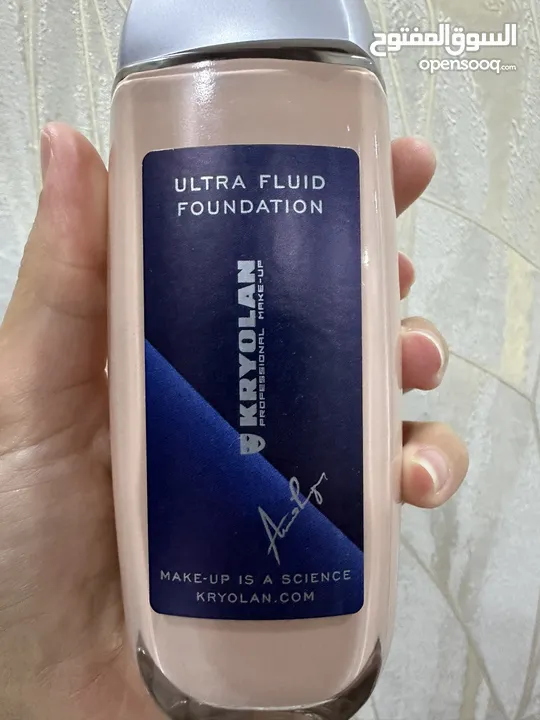 السوق المفتوح
opensooq.com
ULTRA FLUID
FOUNDATION
KRYOLAN
PROFESSIONAL MAKE-UP
MAKE-UP IS A SCIENCE
KRYOLAN.COM